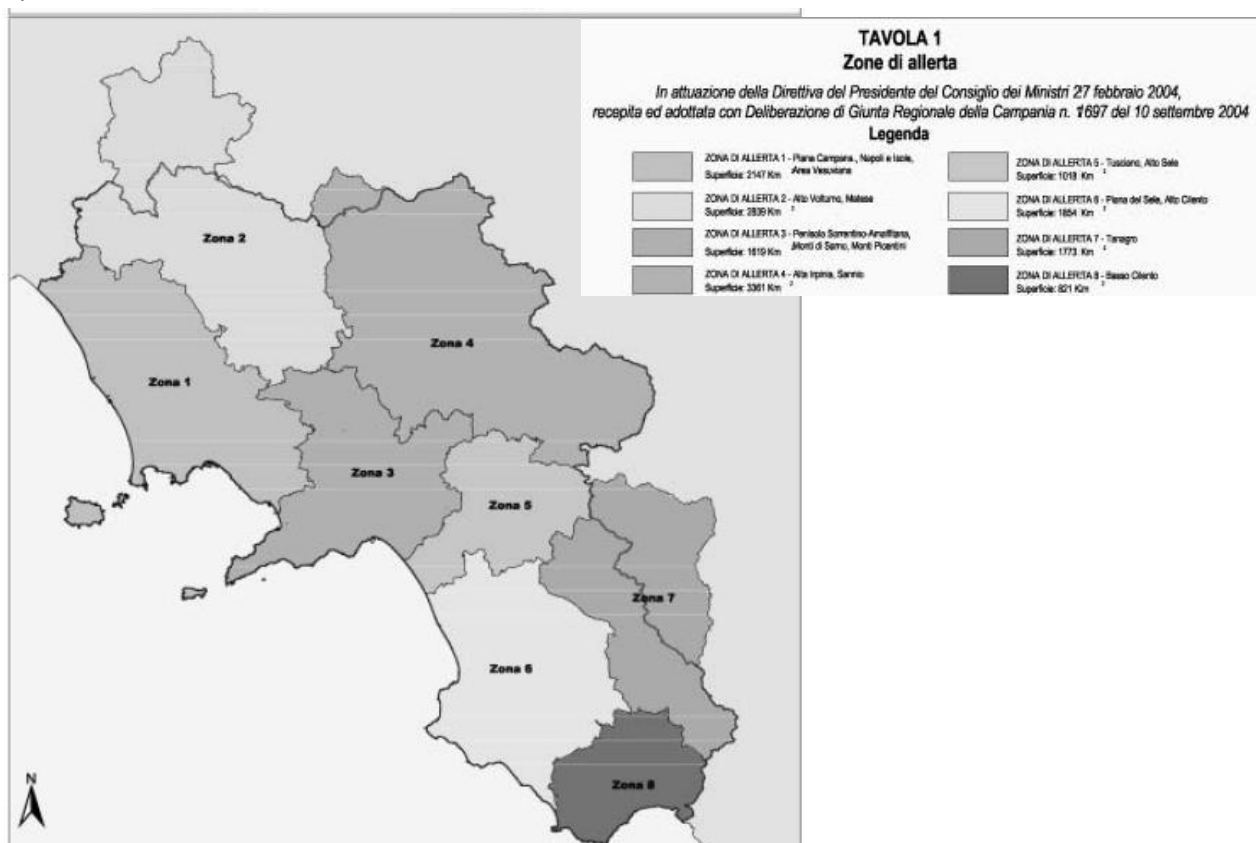 TAVOLA 1
Zone di allerta
In attuazione della Direttiva del Presidente del Consiglio dei Ministri 27 febbraio 2004,
recepita ed adottata con Deliberazione di Giunta Regionale della Campania n. 1697 del 10 settembre 2004
Legenda
ZONA DI ALLERTA 1 - Piana Campana., Napoli e Isole,
Superficie: 2147 Km Area Vesuviana
ZONA DI ALLERTA 2 - Alto Volturno, Matese
Superficie: 2839 Km 2
ZONA DI ALLERTA 3 - Penisola Sorrentino-Amalfitana,
Superficie: 1619 Km Monti di Sarno, Monti Picentini
ZONA DI ALLERTA 4 - Alta Irpinia, Sannio
Superficie: 3361 Km 2
ZONA DI ALLERTA 5 - Tusciano, Alto Sele
Superficie: 1018 Km 2
ZONA DI ALLERTA 6 - Piana del Sele, Alto Cilento
Superficie: 1854 Km 2
ZONA DI ALLERTA 7 - Tanagro
Superficie: 1773 Km 2
ZONA DI ALLERTA 8 - Basso Cilento
Superficie: 821 Km 2
Zona 2
Zona 4
Zona 1
Zona 3
Zona 5
Zona 7
Zona 6
Zona 8
N